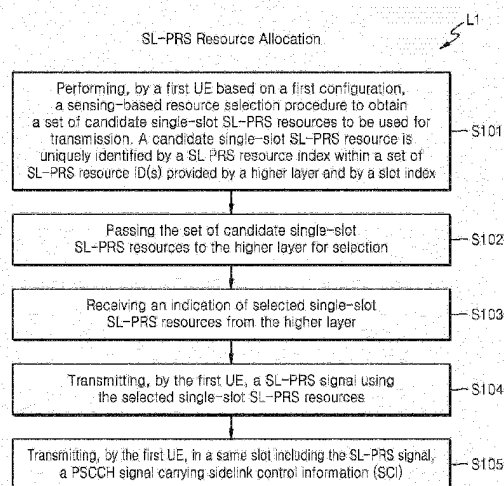 L1
SL-PRS Resource Allocation
Performing, by a first UE based on a first configuration,
a sensing-based resource selection procedure to obtain
a set of candidate single-slot SL-PRS resources to be used for
transmission. A candidate single-slot SL-PRS resource is
uniquely identified by a SL PRS resource index within a set of
SL-PRS resource ID(s) provided by a higher layer and by a slot index
S101
Passing the set of candidate single-slot
SL-PRS resources to the higher layer for selection
S102
Receiving an indication of selected single-slot
SL-PRS resources from the higher layer
S103
Transmitting, by the first UE, a SL-PRS signal using
the selected single-slot SL-PRS resources
S104
Transmitting, by the first UE, in a same slot including the SL-PRS signal,
a PSCCH signal carrying sidelink control information (SCI)
S105